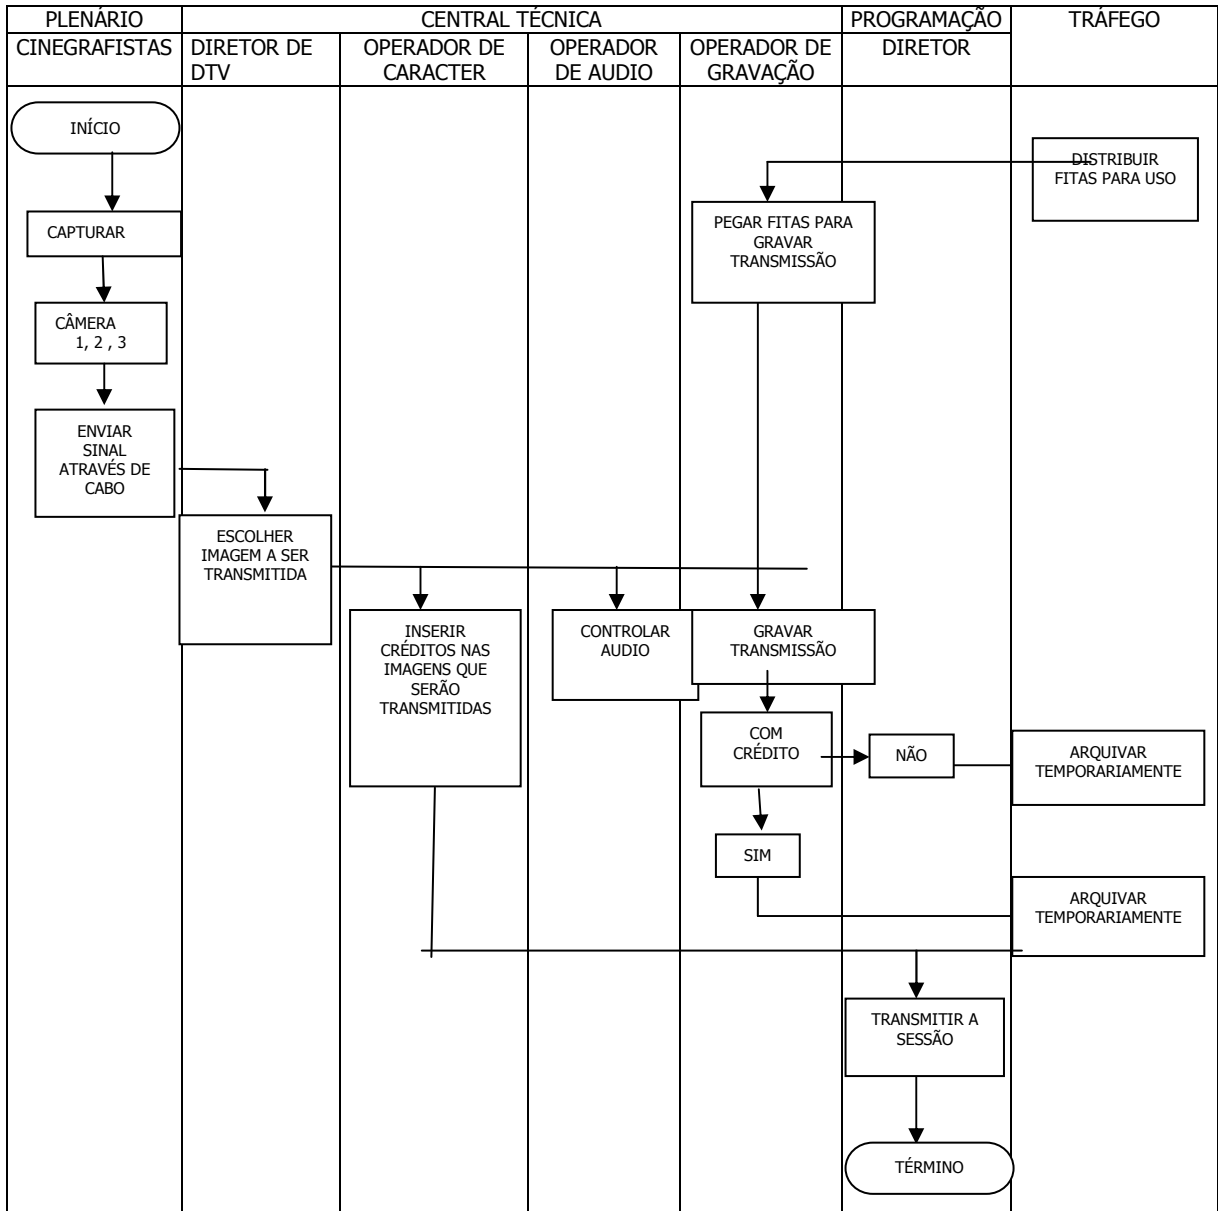 PLENÁRIO
CENTRAL TÉCNICA
PROGRAMAÇÃO
TRÁFEGO
CINEGRAFISTAS
DIRETOR DE
DTV
OPERADOR DE
CARACTER
OPERADOR
DE AUDIO
OPERADOR DE
GRAVAÇÃO
DIRETOR
INÍCIO
DISTRIBUIR
FITAS PARA USO
CAPTURAR
PEGAR FITAS PARA
GRAVAR
TRANSMISSÃO
CÂMERA
1, 2 , 3
ENVIAR
SINAL
ATRAVÉS DE
CABO
ESCOLHER
IMAGEM A SER
TRANSMITIDA
INSERIR
CRÉDITOS NAS
IMAGENS QUE
SERÃO
TRANSMITIDAS
CONTROLAR
AUDIO
GRAVAR
TRANSMISSÃO
COM
CRÉDITO
NÃO
ARQUIVAR
TEMPORARIAMENTE
SIM
ARQUIVAR
TEMPORARIAMENTE
TRANSMITIR A
SESSÃO
TÉRMINO